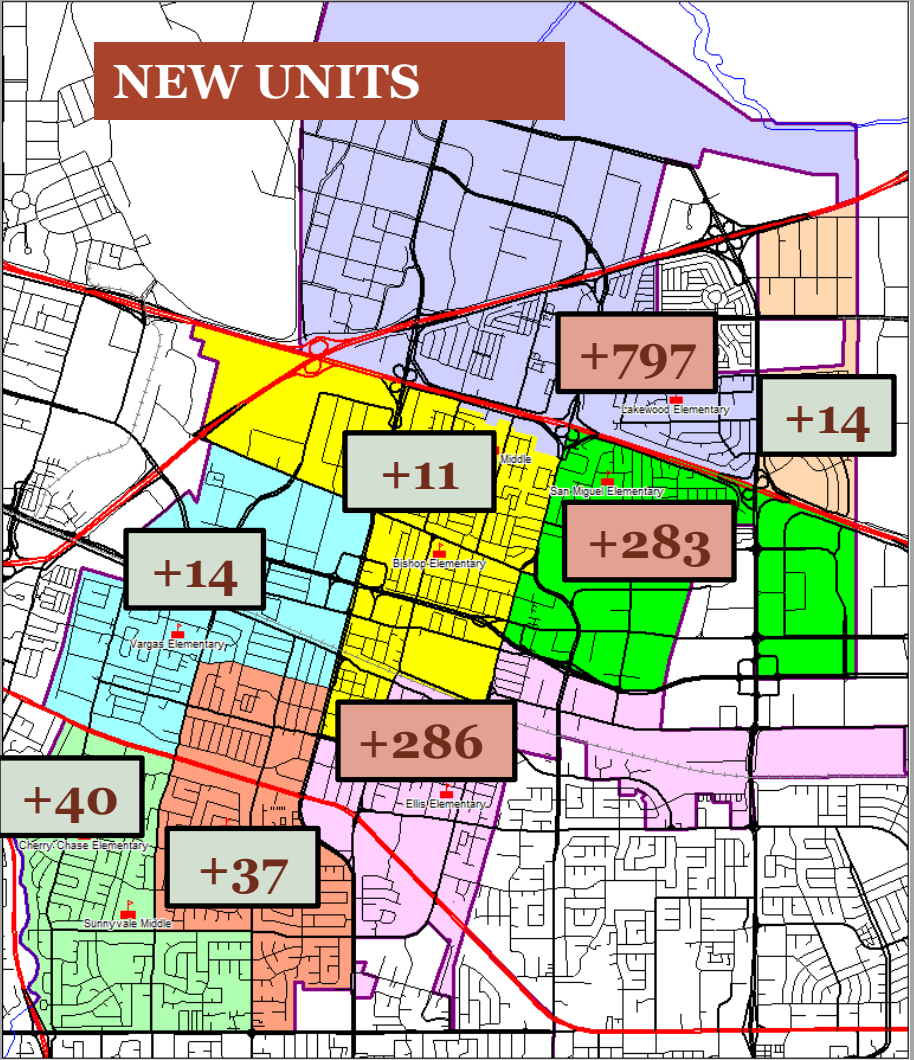 NEW UNITS
+797
Lakewood Elementary
+14
+11
Middle
San Miguel Elementary
+283
Bishop Elementary
+14
Vargas Elementary
+286
Ellis Elementary
+40
Cherry Chase Elementary
+37
Sunnyvale Middle